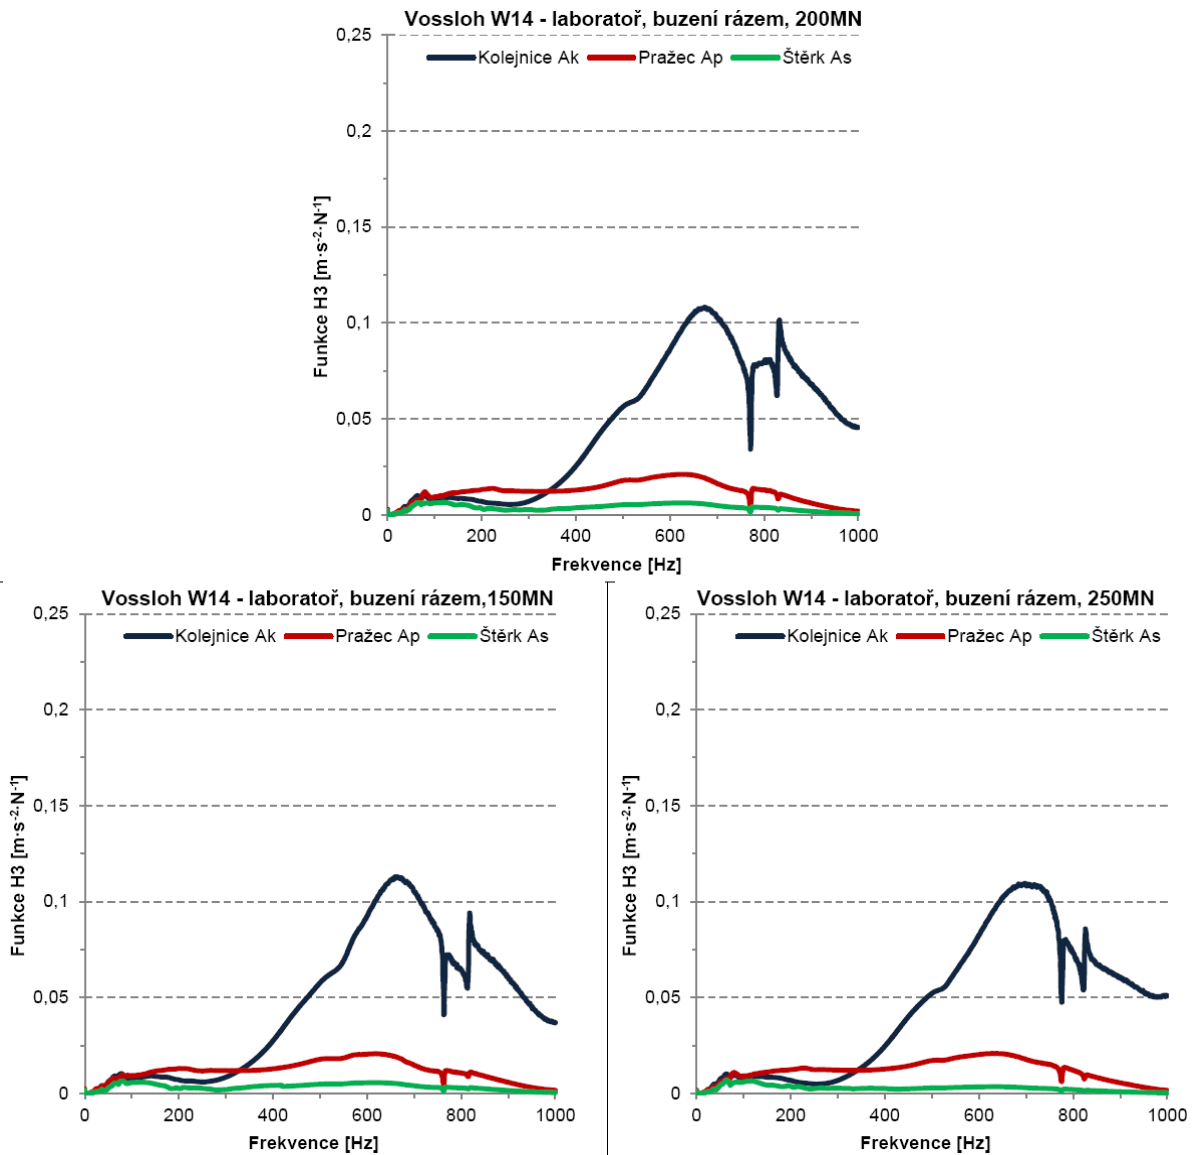 Vossloh W14 - laboratoř, buzení rázem, 200MN
0,25
Kolejnice Ak Pražec Ap Štěrk As
0,2
0,15
0,1
0,05
0
Funkce H3 [m·s⁻²·N⁻¹]
0 200 400 600 800 1000
Frekvence [Hz]
Vossloh W14 - laboratoř, buzení rázem,150MN
0,25
Kolejnice Ak Pražec Ap Štěrk As
0,2
0,15
0,1
0,05
0
Funkce H3 [m·s⁻²·N⁻¹]
0 200 400 600 800 1000
Frekvence [Hz]
Vossloh W14 - laboratoř, buzení rázem, 250MN
0,25
Kolejnice Ak Pražec Ap Štěrk As
0,2
0,15
0,1
0,05
0
Funkce H3 [m·s⁻²·N⁻¹]
0 200 400 600 800 1000
Frekvence [Hz]